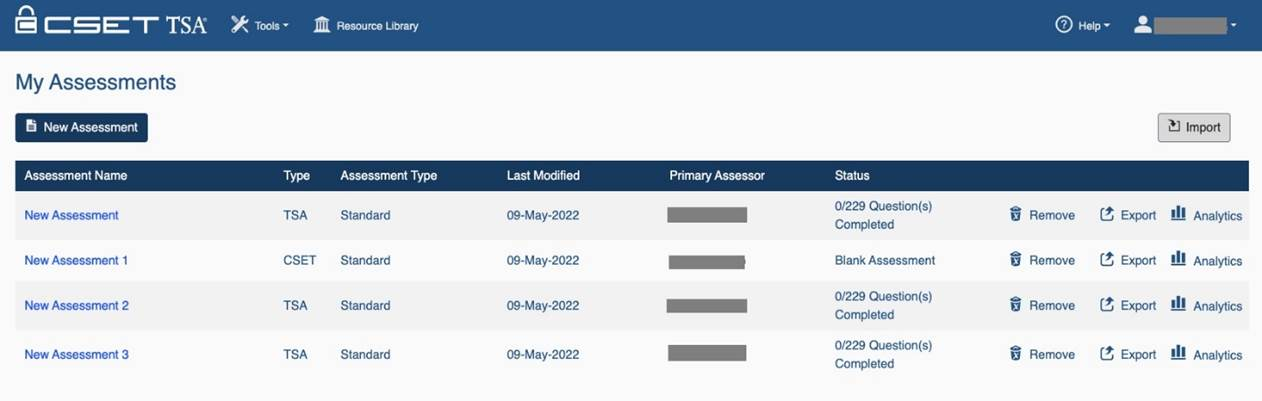 CSET TSA Tools Resource Library Help
My Assessments
New Assessment Import
Assessment Name Type Assessment Type Last Modified Primary Assessor Status
New Assessment TSA Standard 09-May-2022 0/229 Question(s) Completed Remove Export Analytics
New Assessment 1 CSET Standard 09-May-2022 Blank Assessment Remove Export Analytics
New Assessment 2 TSA Standard 09-May-2022 0/229 Question(s) Completed Remove Export Analytics
New Assessment 3 TSA Standard 09-May-2022 0/229 Question(s) Completed Remove Export Analytics